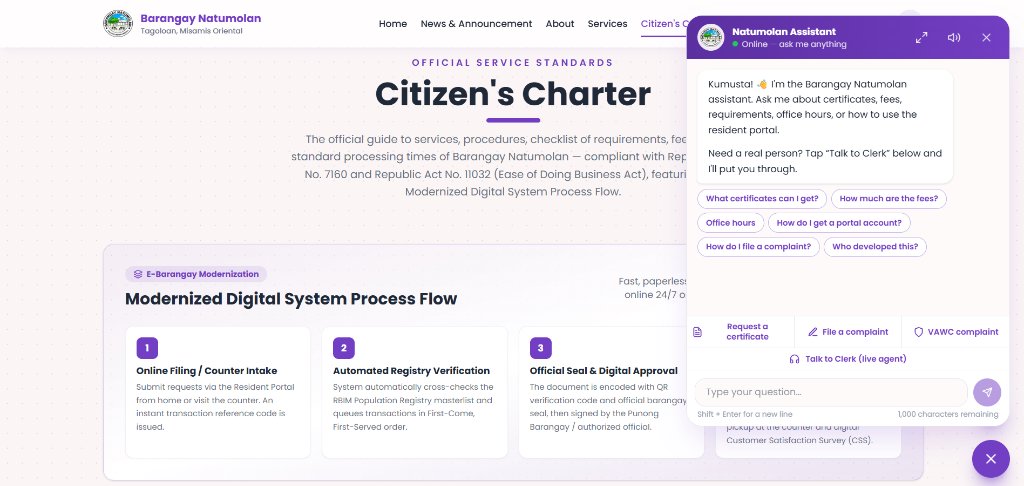 Barangay Natumolan
Tagoloan, Misamis Oriental
Home
News & Announcement
About
Services
Citizen's C
OFFICIAL SERVICE STANDARDS
Citizen's Charter
The official guide to services, procedures, checklist of requirements, fee
standard processing times of Barangay Natumolan — compliant with Rep
No. 7160 and Republic Act No. 11032 (Ease of Doing Business Act), featuri
Modernized Digital System Process Flow.
E-Barangay Modernization
Modernized Digital System Process Flow
Fast, paperless
online 24/7 o
1
Online Filing / Counter Intake
Submit requests via the Resident Portal
from home or visit the counter. An
instant transaction reference code is
issued.
2
Automated Registry Verification
System automatically cross-checks the
RBIM Population Registry masterlist and
queues transactions in First-Come,
First-Served order.
3
Official Seal & Digital Approval
The document is encoded with QR
verification code and official barangay
seal, then signed by the Punong
Barangay / authorized official.
pickup at the counter and digital
Customer Satisfaction Survey (CSS).
Natumolan Assistant
Online — ask me anything
Kumusta! 👋 I'm the Barangay Natumolan
assistant. Ask me about certificates, fees,
requirements, office hours, or how to use the
resident portal.
Need a real person? Tap “Talk to Clerk” below and
I'll put you through.
What certificates can I get?
How much are the fees?
Office hours
How do I get a portal account?
How do I file a complaint?
Who developed this?
Request a
certificate
File a complaint
VAWC complaint
Talk to Clerk (live agent)
Type your question...
Shift + Enter for a new line
1,000 characters remaining